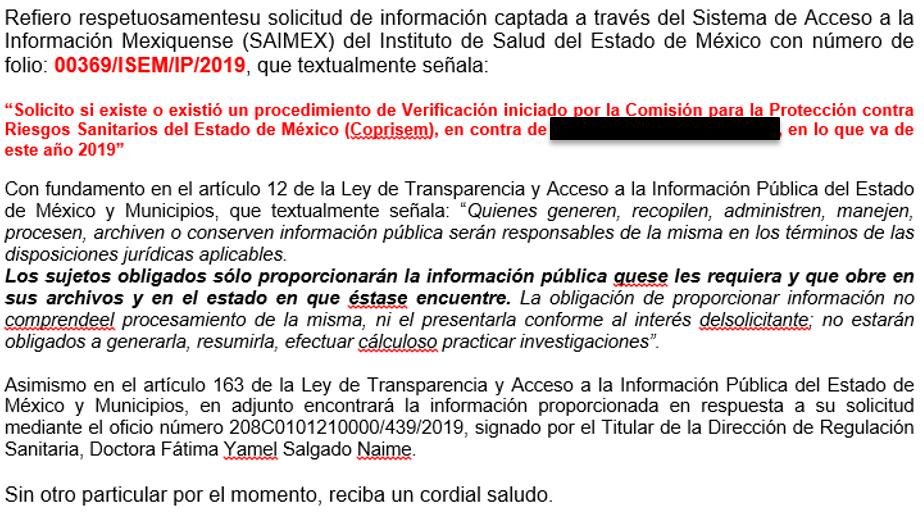 Refiero respetuosamentesu solicitud de información captada a través del Sistema de Acceso a la
Información Mexiquense (SAIMEX) del Instituto de Salud del Estado de México con número de
folio: 00369/ISEM/IP/2019, que textualmente señala:
“Solicito si existe o existió un procedimiento de Verificación iniciado por la Comisión para la Protección contra
Riesgos Sanitarios del Estado de México (Coprisem), en contra de , en lo que va de
este año 2019”
Con fundamento en el artículo 12 de la Ley de Transparencia y Acceso a la Información Pública del Estado
de México y Municipios, que textualmente señala: “Quienes generen, recopilen, administren, manejen,
procesen, archiven o conserven información pública serán responsables de la misma en los términos de las
disposiciones jurídicas aplicables.
Los sujetos obligados sólo proporcionarán la información pública quese les requiera y que obre en
sus archivos y en el estado en que éstase encuentre. La obligación de proporcionar información no
comprendeel procesamiento de la misma, ni el presentarla conforme al interés delsolicitante; no estarán
obligados a generarla, resumirla, efectuar cálculoso practicar investigaciones”.
Asimismo en el artículo 163 de la Ley de Transparencia y Acceso a la Información Pública del Estado de
México y Municipios, en adjunto encontrará la información proporcionada en respuesta a su solicitud
mediante el oficio número 208C0101210000/439/2019, signado por el Titular de la Dirección de Regulación
Sanitaria, Doctora Fátima Yamel Salgado Naime.
Sin otro particular por el momento, reciba un cordial saludo.